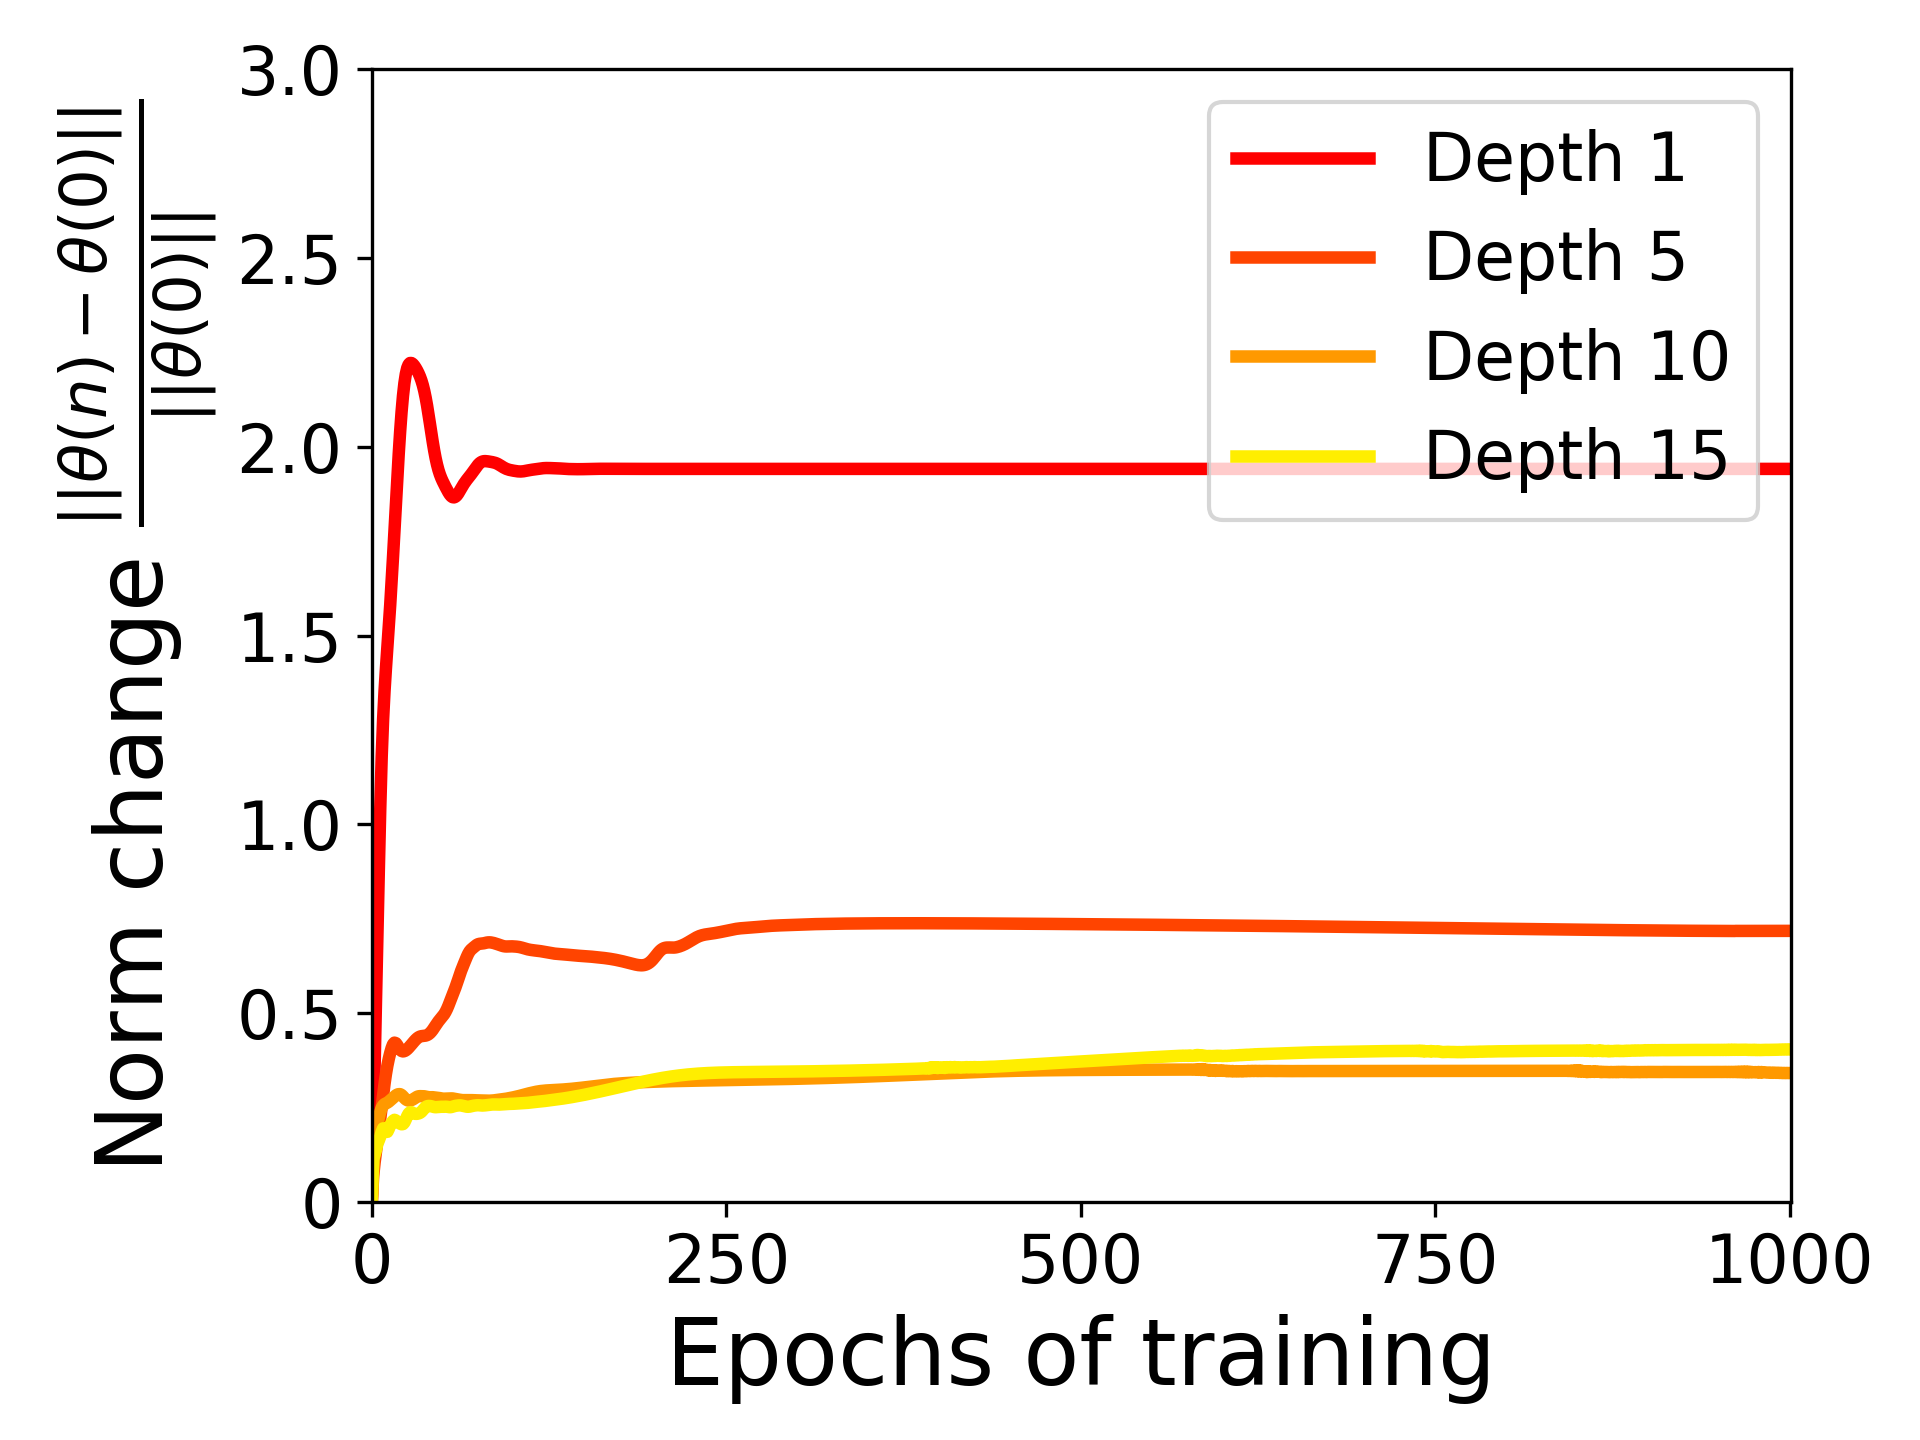 Norm change ||θ(n) − θ(0)|| / ||θ(0)||
3.0
2.5
2.0
1.5
1.0
0.5
0
Depth 1
Depth 5
Depth 10
Depth 15
0 250 500 750 1000
Epochs of training